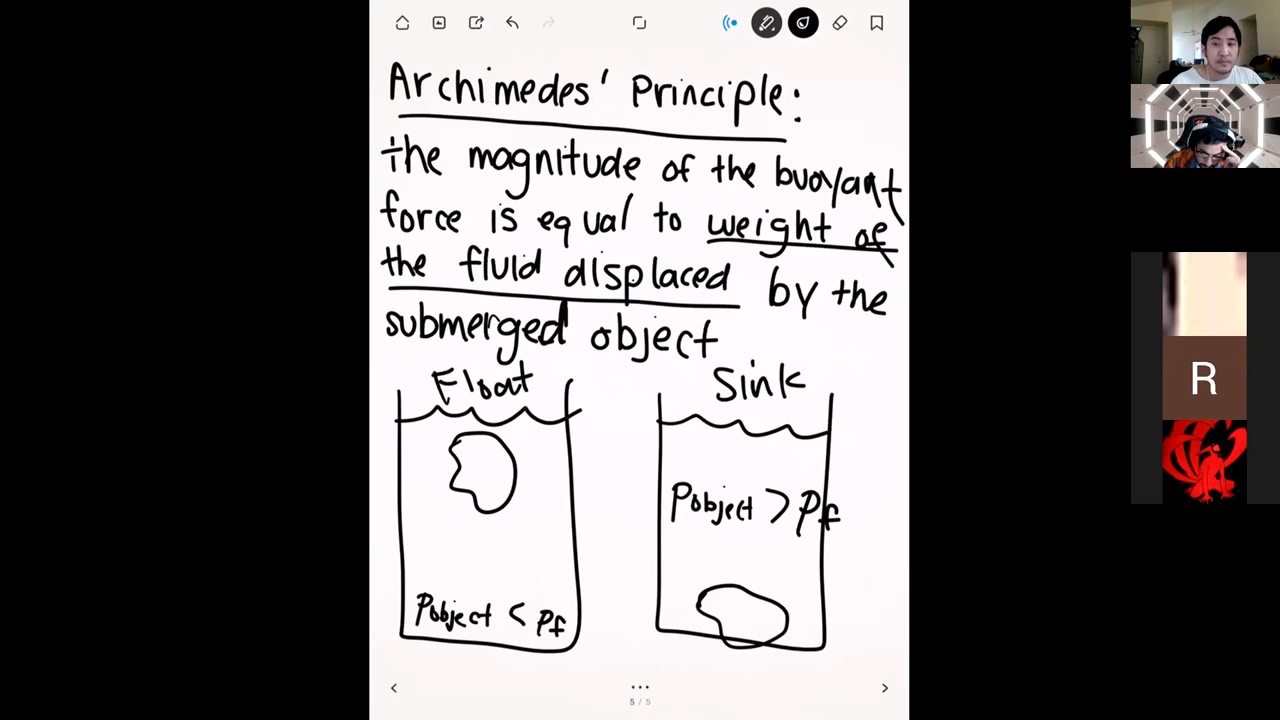 Archimedes' Principle:
the magnitude of the buoyant
force is equal to weight of
the fluid displaced by the
submerged object
Float
Sink
ρobject > ρf
ρobject < ρf
5 / 5
R